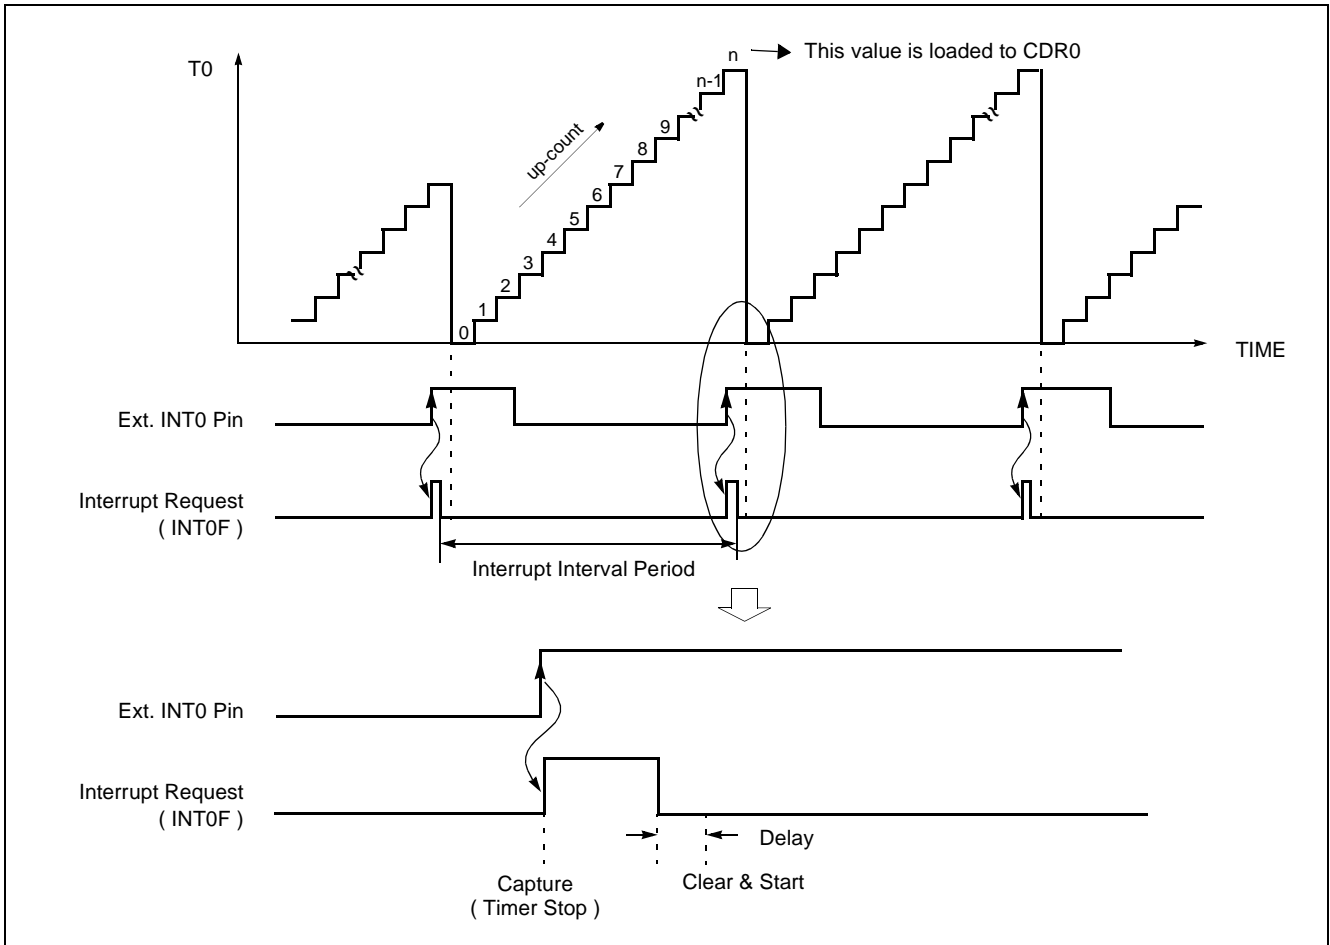 T0
n
This value is loaded to CDR0
n-1
up-count
9
8
7
6
5
4
3
2
1
0
TIME
Ext. INT0 Pin
Interrupt Request
( INT0F )
Interrupt Interval Period
Ext. INT0 Pin
Interrupt Request
( INT0F )
Delay
Capture
( Timer Stop )
Clear & Start